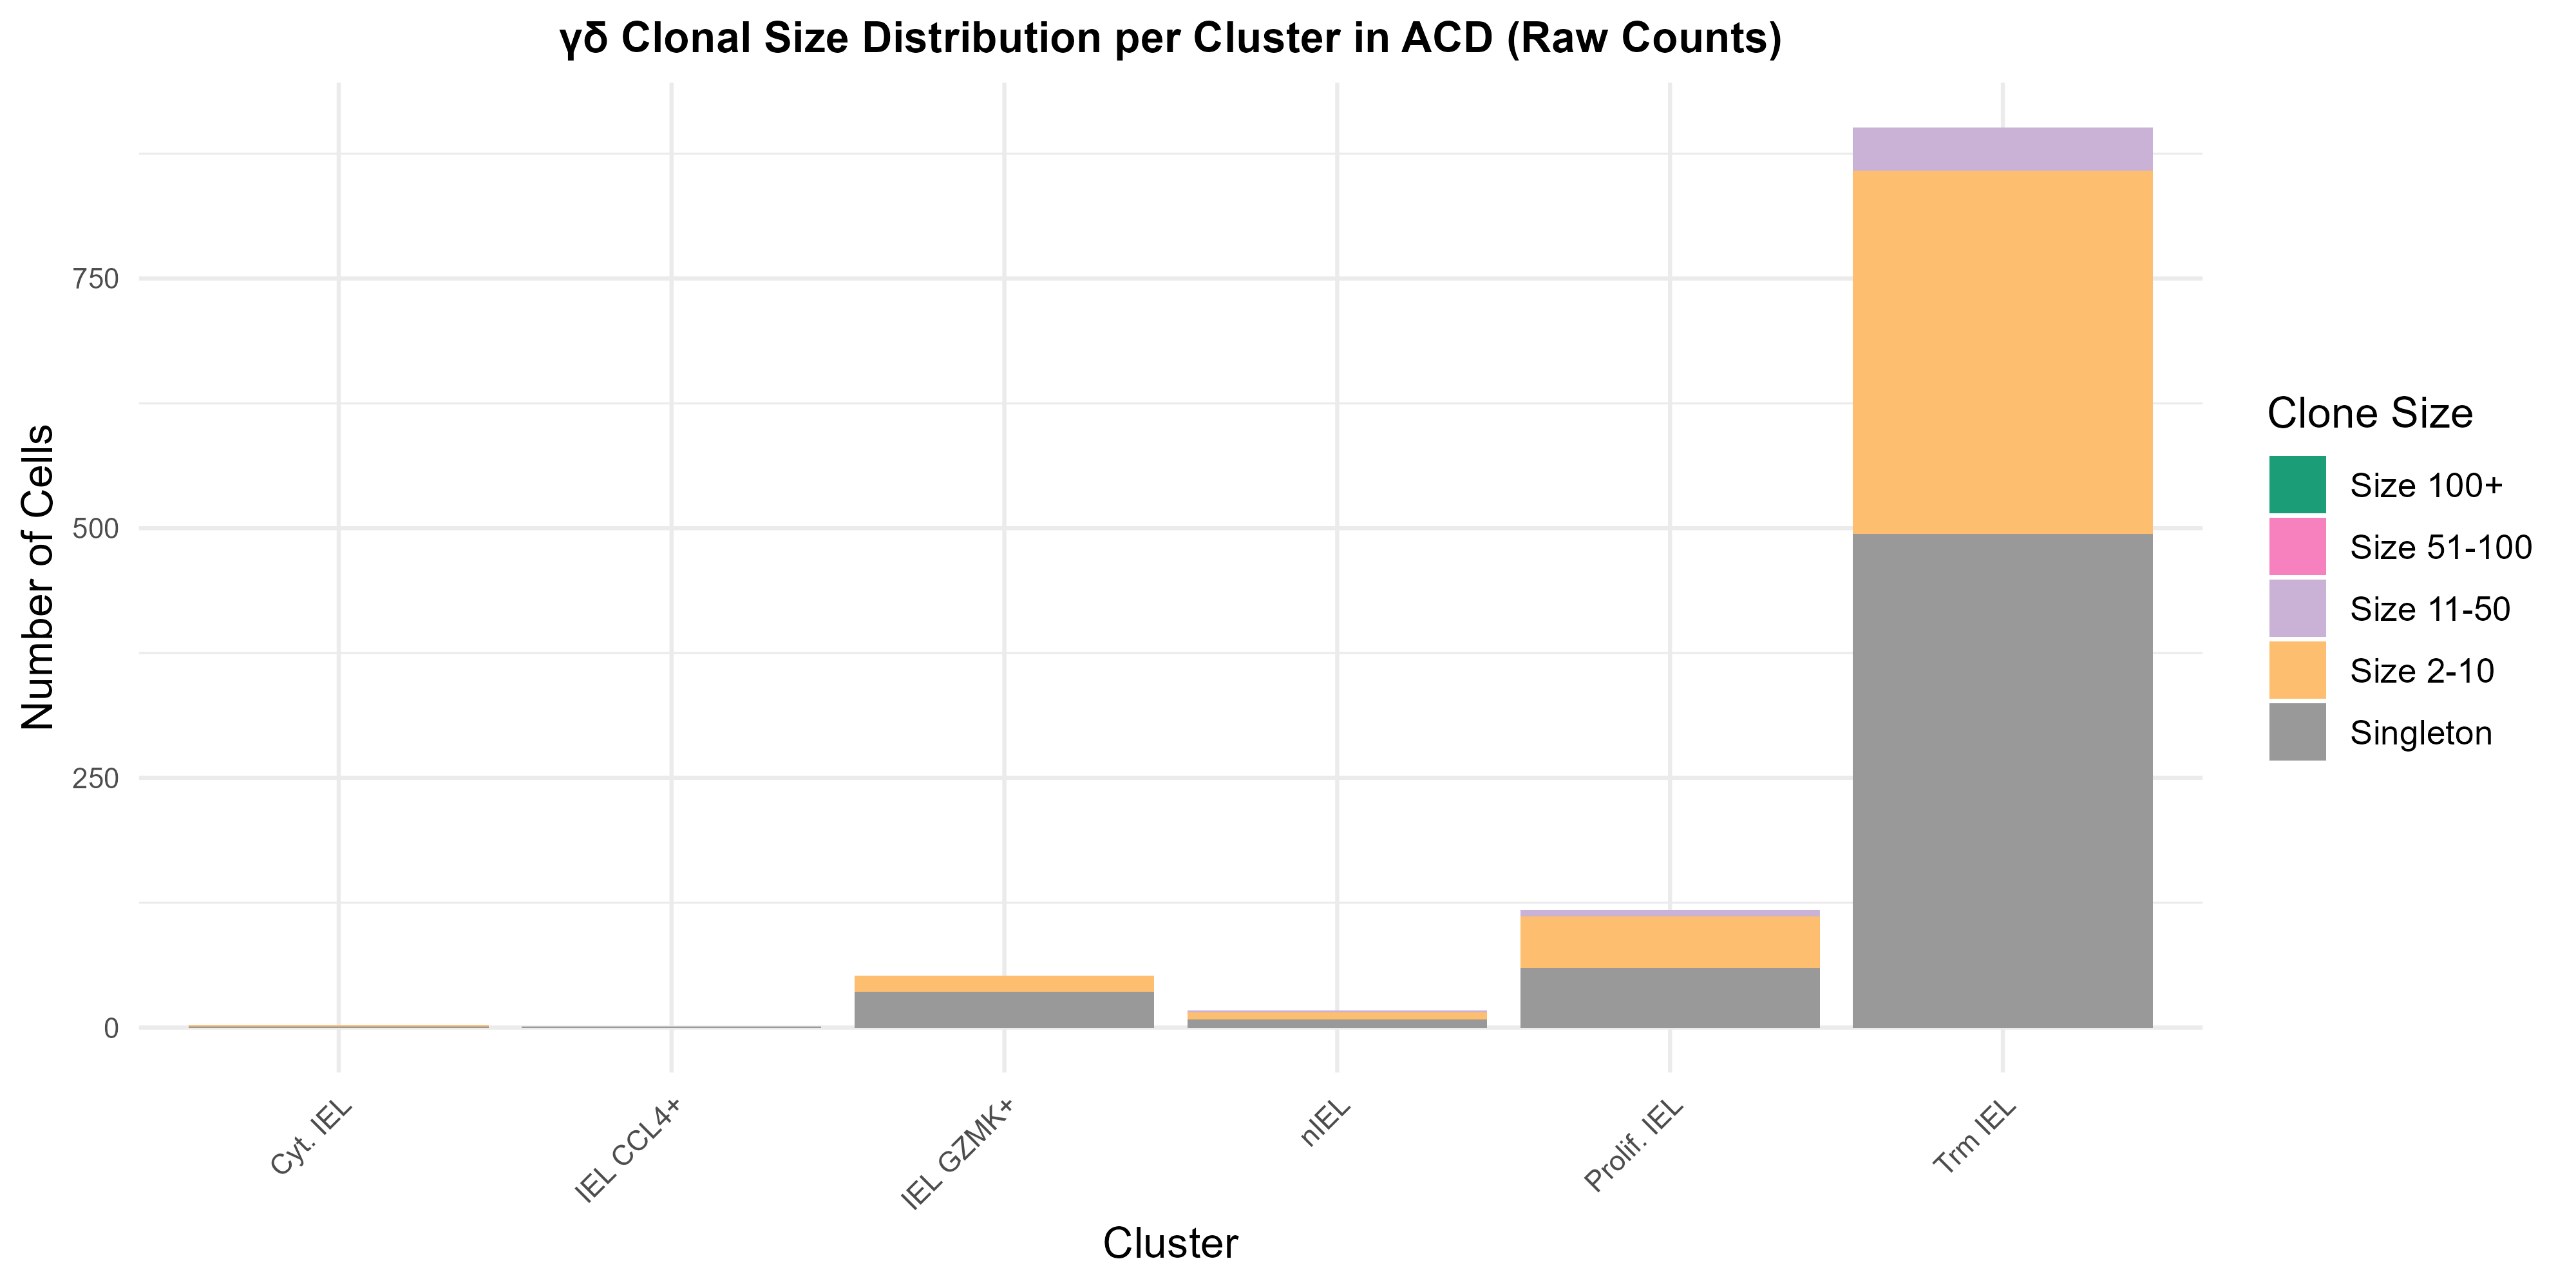 γδ Clonal Size Distribution per Cluster in ACD (Raw Counts)
Number of Cells
750
500
250
0
Cyt. IEL
IEL CCL4+
IEL GZMK+
nIEL
Prolif. IEL
Trm IEL
Cluster
Clone Size
Size 100+
Size 51-100
Size 11-50
Size 2-10
Singleton